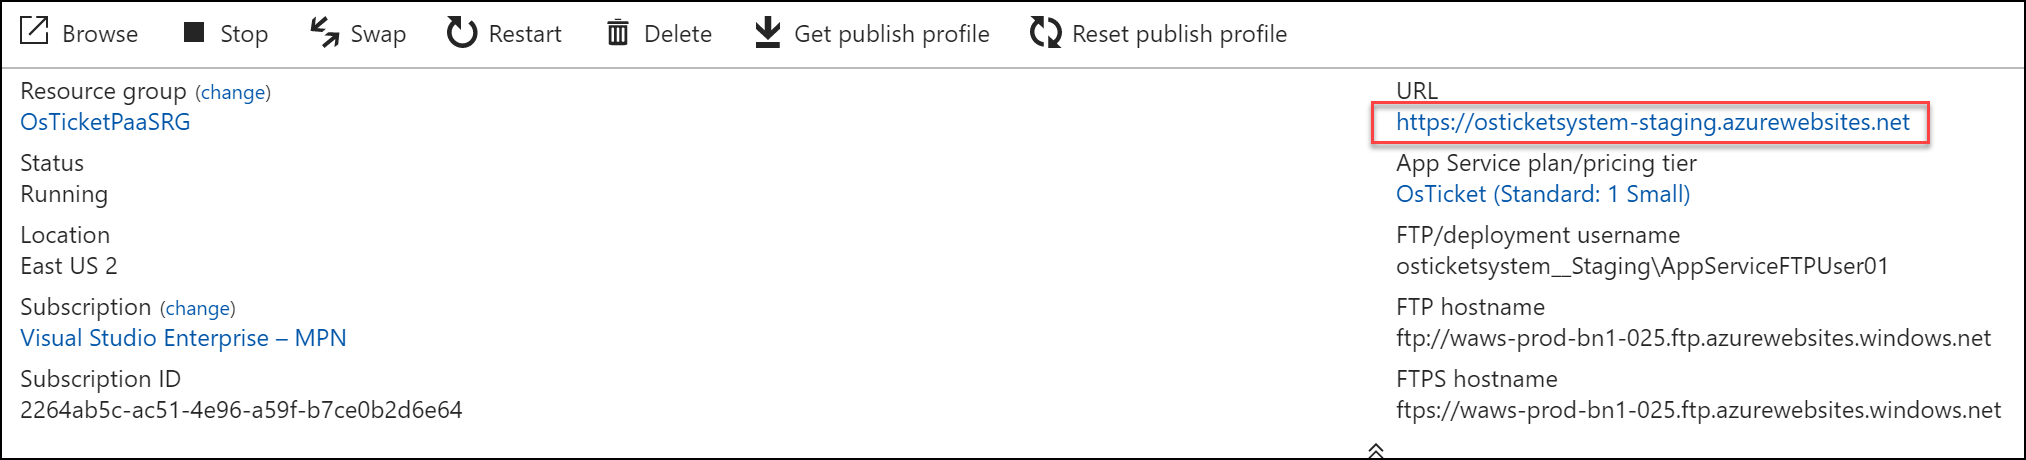 Browse Stop Swap Restart Delete Get publish profile Reset publish profile
Resource group (change)
OsTicketPaaSRG
Status
Running
Location
East US 2
Subscription (change)
Visual Studio Enterprise – MPN
Subscription ID
2264ab5c-ac51-4e96-a59f-b7ce0b2d6e64
URL
https://osticketsystem-staging.azurewebsites.net
App Service plan/pricing tier
OsTicket (Standard: 1 Small)
FTP/deployment username
osticketsystem__Staging\AppServiceFTPUser01
FTP hostname
ftp://waws-prod-bn1-025.ftp.azurewebsites.windows.net
FTPS hostname
ftps://waws-prod-bn1-025.ftp.azurewebsites.windows.net